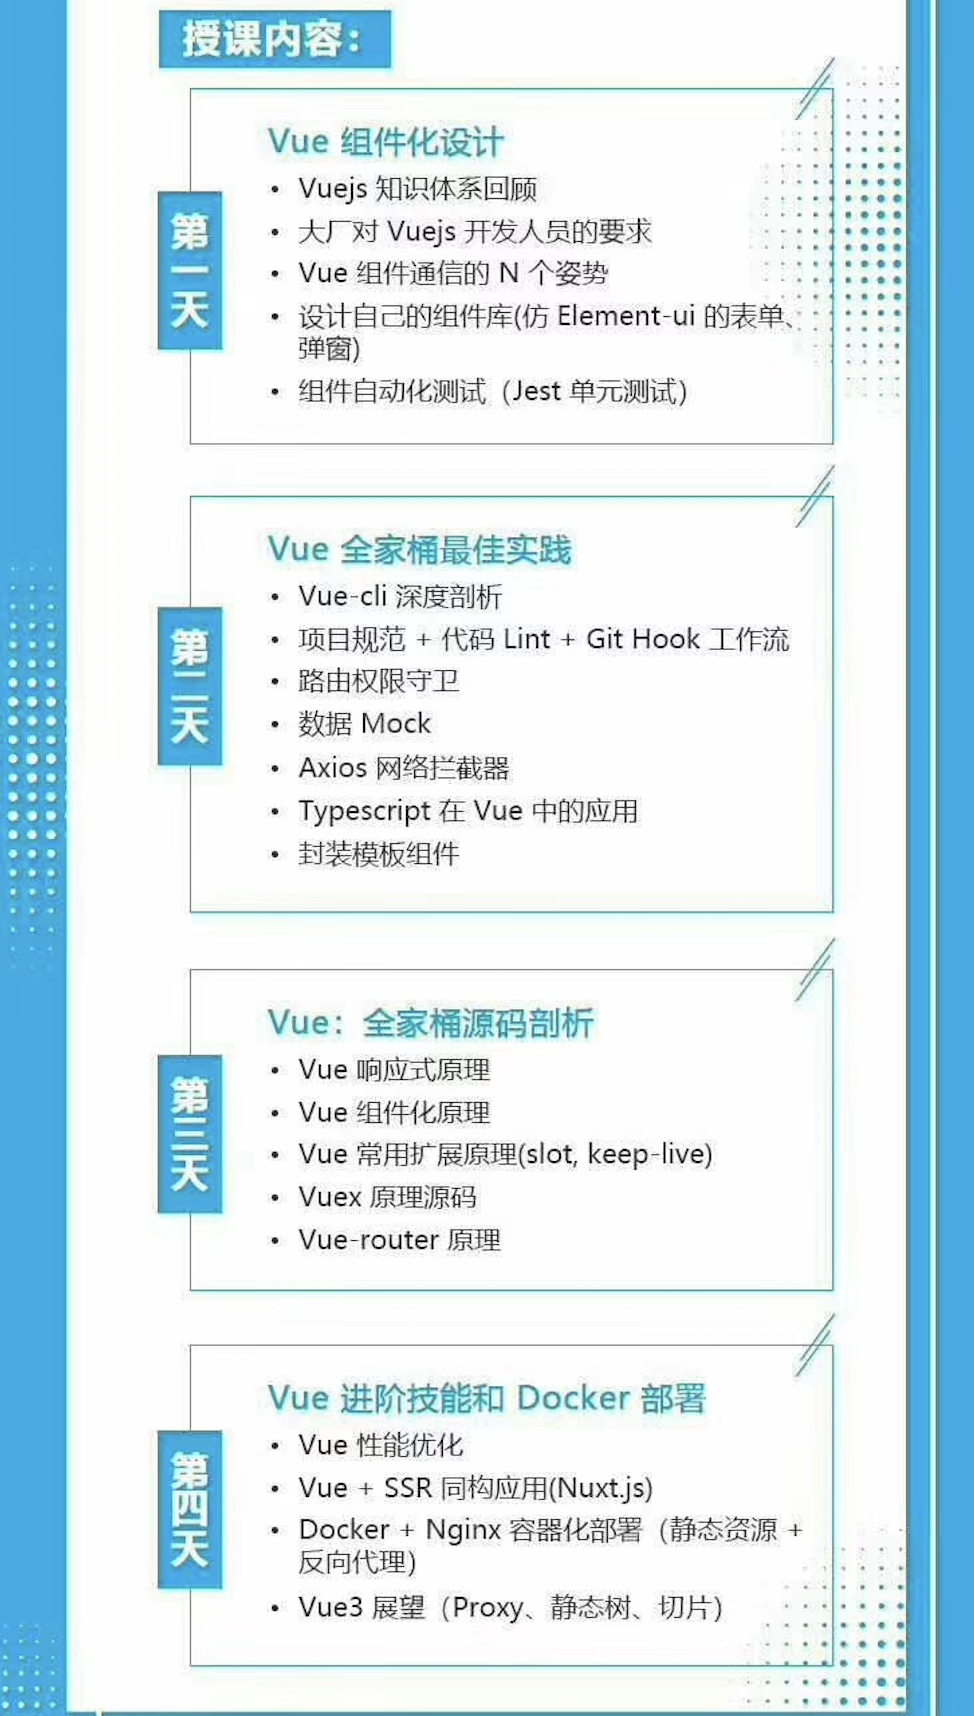 授课内容：
第一天
Vue 组件化设计
• Vuejs 知识体系回顾
• 大厂对 Vuejs 开发人员的要求
• Vue 组件通信的 N 个姿势
• 设计自己的组件库(仿 Element-ui 的表单、
弹窗)
• 组件自动化测试（Jest 单元测试）
第二天
Vue 全家桶最佳实践
• Vue-cli 深度剖析
• 项目规范 + 代码 Lint + Git Hook 工作流
• 路由权限守卫
• 数据 Mock
• Axios 网络拦截器
• Typescript 在 Vue 中的应用
• 封装模板组件
第三天
Vue：全家桶源码剖析
• Vue 响应式原理
• Vue 组件化原理
• Vue 常用扩展原理(slot, keep-live)
• Vuex 原理源码
• Vue-router 原理
第四天
Vue 进阶技能和 Docker 部署
• Vue 性能优化
• Vue + SSR 同构应用(Nuxt.js)
• Docker + Nginx 容器化部署（静态资源 +
反向代理）
• Vue3 展望（Proxy、静态树、切片）